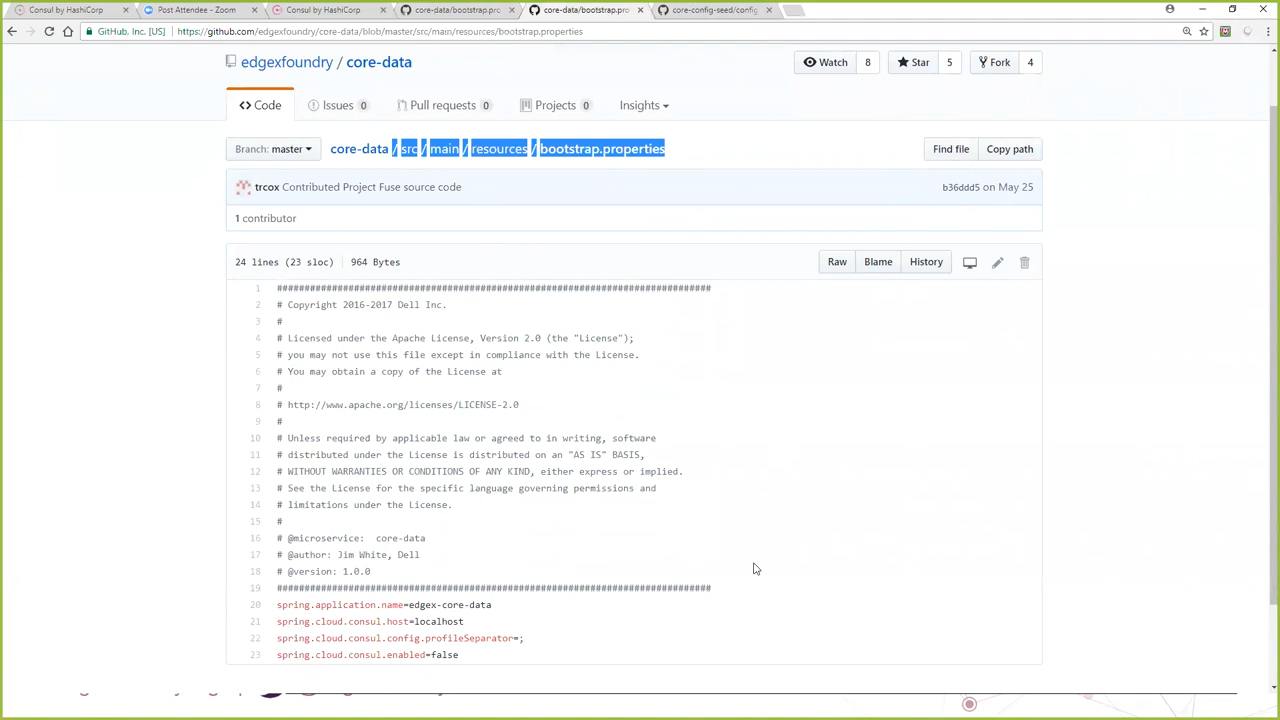 Consul by HashiCorp
Post Attendee - Zoom
Consul by HashiCorp
core-data/bootstrap.pro
core-data/bootstrap.pro
core-config-seed/config
GitHub, Inc. [US] https://github.com/edgexfoundry/core-data/blob/master/src/main/resources/bootstrap.properties
edgexfoundry / core-data
Watch 8
Star 5
Fork 4
<> Code
Issues 0
Pull requests 0
Projects 0
Insights
Branch: master
core-data / src / main / resources / bootstrap.properties
Find file
Copy path
trcox Contributed Project Fuse source code
b36ddd5 on May 25
1 contributor
24 lines (23 sloc) 964 Bytes
Raw
Blame
History
1 ################################################################################
2 # Copyright 2016-2017 Dell Inc.
3 #
4 # Licensed under the Apache License, Version 2.0 (the "License");
5 # you may not use this file except in compliance with the License.
6 # You may obtain a copy of the License at
7 #
8 # http://www.apache.org/licenses/LICENSE-2.0
9 #
10 # Unless required by applicable law or agreed to in writing, software
11 # distributed under the License is distributed on an "AS IS" BASIS,
12 # WITHOUT WARRANTIES OR CONDITIONS OF ANY KIND, either express or implied.
13 # See the License for the specific language governing permissions and
14 # limitations under the License.
15 #
16 # @microservice: core-data
17 # @author: Jim White, Dell
18 # @version: 1.0.0
19 ################################################################################
20 spring.application.name=edgex-core-data
21 spring.cloud.consul.host=localhost
22 spring.cloud.consul.config.profileSeparator=;
23 spring.cloud.consul.enabled=false